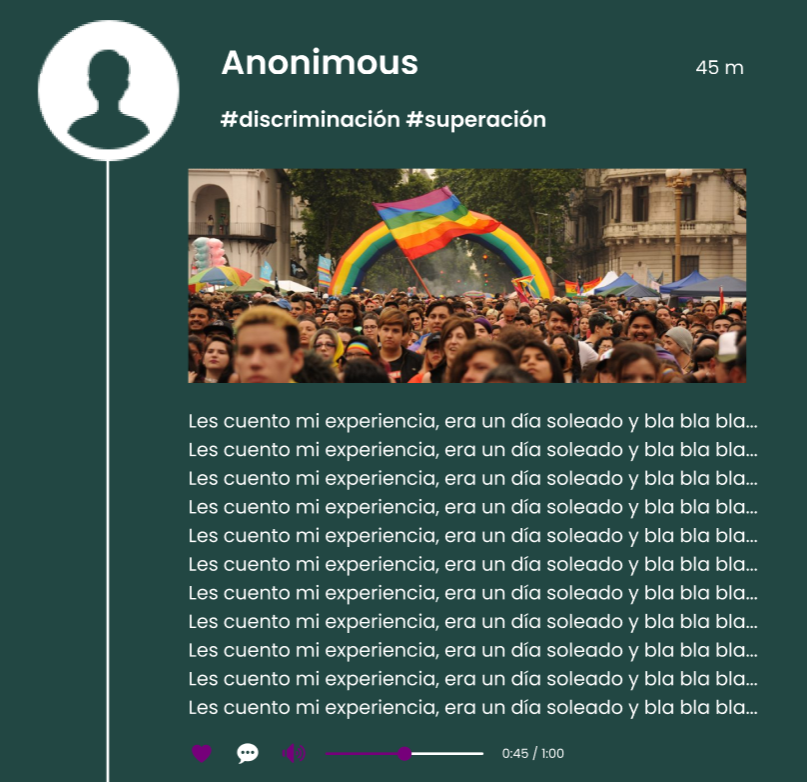 Anonimous
45 m
#discriminación #superación
Les cuento mi experiencia, era un día soleado y bla bla bla...
Les cuento mi experiencia, era un día soleado y bla bla bla...
Les cuento mi experiencia, era un día soleado y bla bla bla...
Les cuento mi experiencia, era un día soleado y bla bla bla...
Les cuento mi experiencia, era un día soleado y bla bla bla...
Les cuento mi experiencia, era un día soleado y bla bla bla...
Les cuento mi experiencia, era un día soleado y bla bla bla...
Les cuento mi experiencia, era un día soleado y bla bla bla...
Les cuento mi experiencia, era un día soleado y bla bla bla...
Les cuento mi experiencia, era un día soleado y bla bla bla...
Les cuento mi experiencia, era un día soleado y bla bla bla...
0:45 / 1:00